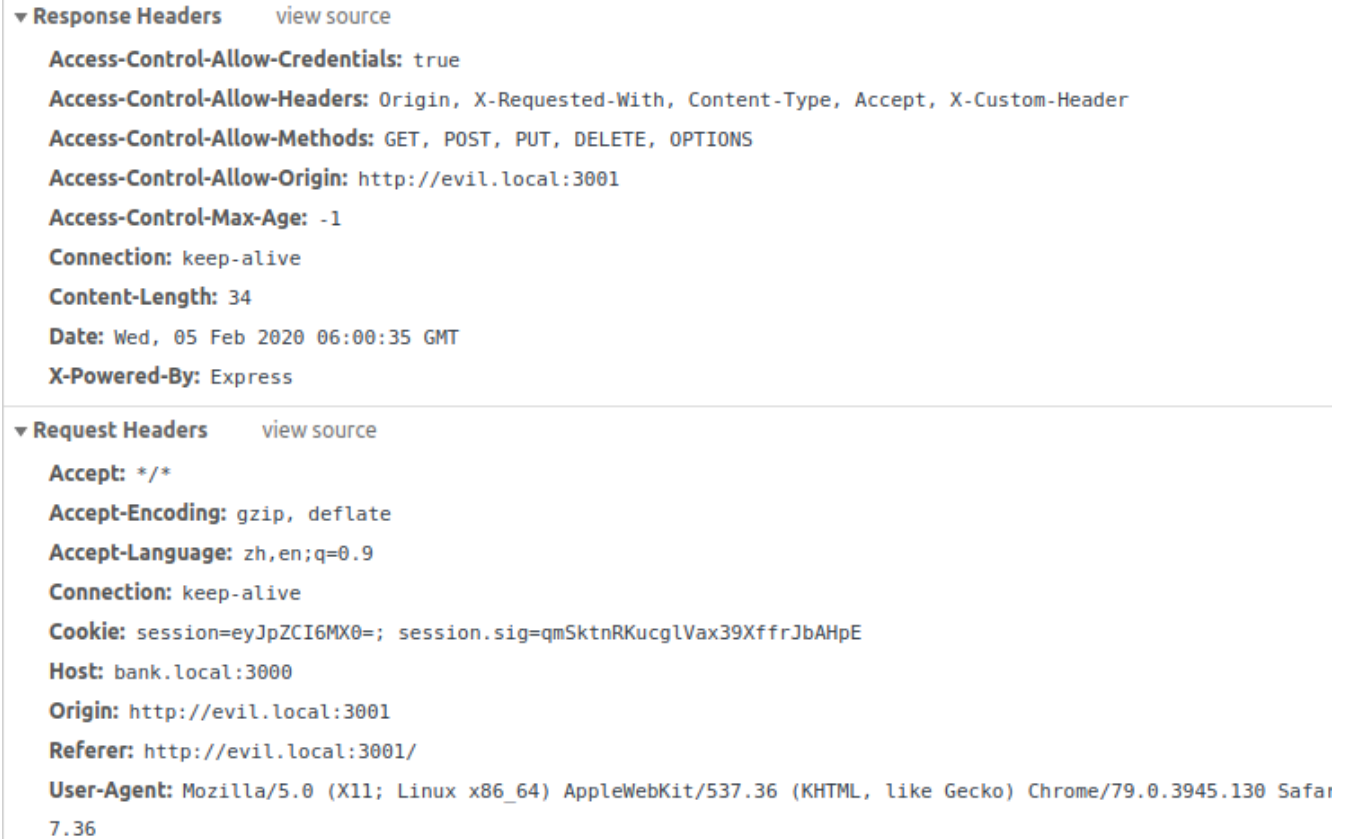 Response Headers view source
Access-Control-Allow-Credentials: true
Access-Control-Allow-Headers: Origin, X-Requested-With, Content-Type, Accept, X-Custom-Header
Access-Control-Allow-Methods: GET, POST, PUT, DELETE, OPTIONS
Access-Control-Allow-Origin: http://evil.local:3001
Access-Control-Max-Age: -1
Connection: keep-alive
Content-Length: 34
Date: Wed, 05 Feb 2020 06:00:35 GMT
X-Powered-By: Express
Request Headers view source
Accept: */*
Accept-Encoding: gzip, deflate
Accept-Language: zh,en;q=0.9
Connection: keep-alive
Cookie: session=eyJpZCI6MX0=; session.sig=qmSktnRKucglVax39XffrJbAHpE
Host: bank.local:3000
Origin: http://evil.local:3001
Referer: http://evil.local:3001/
User-Agent: Mozilla/5.0 (X11; Linux x86_64) AppleWebKit/537.36 (KHTML, like Gecko) Chrome/79.0.3945.130 Safar
7.36